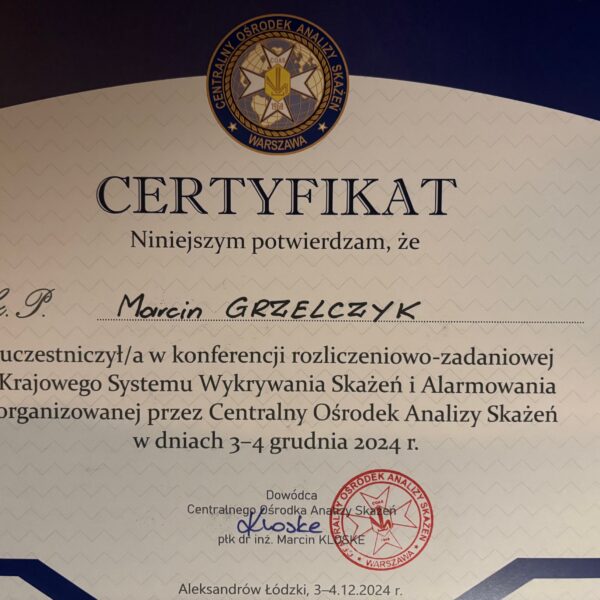 CENTRALNY OŚRODEK ANALIZY SKAŻEŃ
WARSZAWA
CERTYFIKAT
Niniejszym potwierdzam, że
P. Marcin GRZELCZYK
uczestniczył/a w konferencji rozliczeniowo-zadaniowej
Krajowego Systemu Wykrywania Skażeń i Alarmowania
organizowanej przez Centralny Ośrodek Analizy Skażeń
w dniach 3–4 grudnia 2024 r.
Dowódca
Centralnego Ośrodka Analizy Skażeń
Kloske
płk dr inż. Marcin KLOSKE
CENTRALNY OŚRODEK ANALIZY SKAŻEŃ
WARSZAWA
Aleksandrów Łódzki, 3–4.12.2024 r.